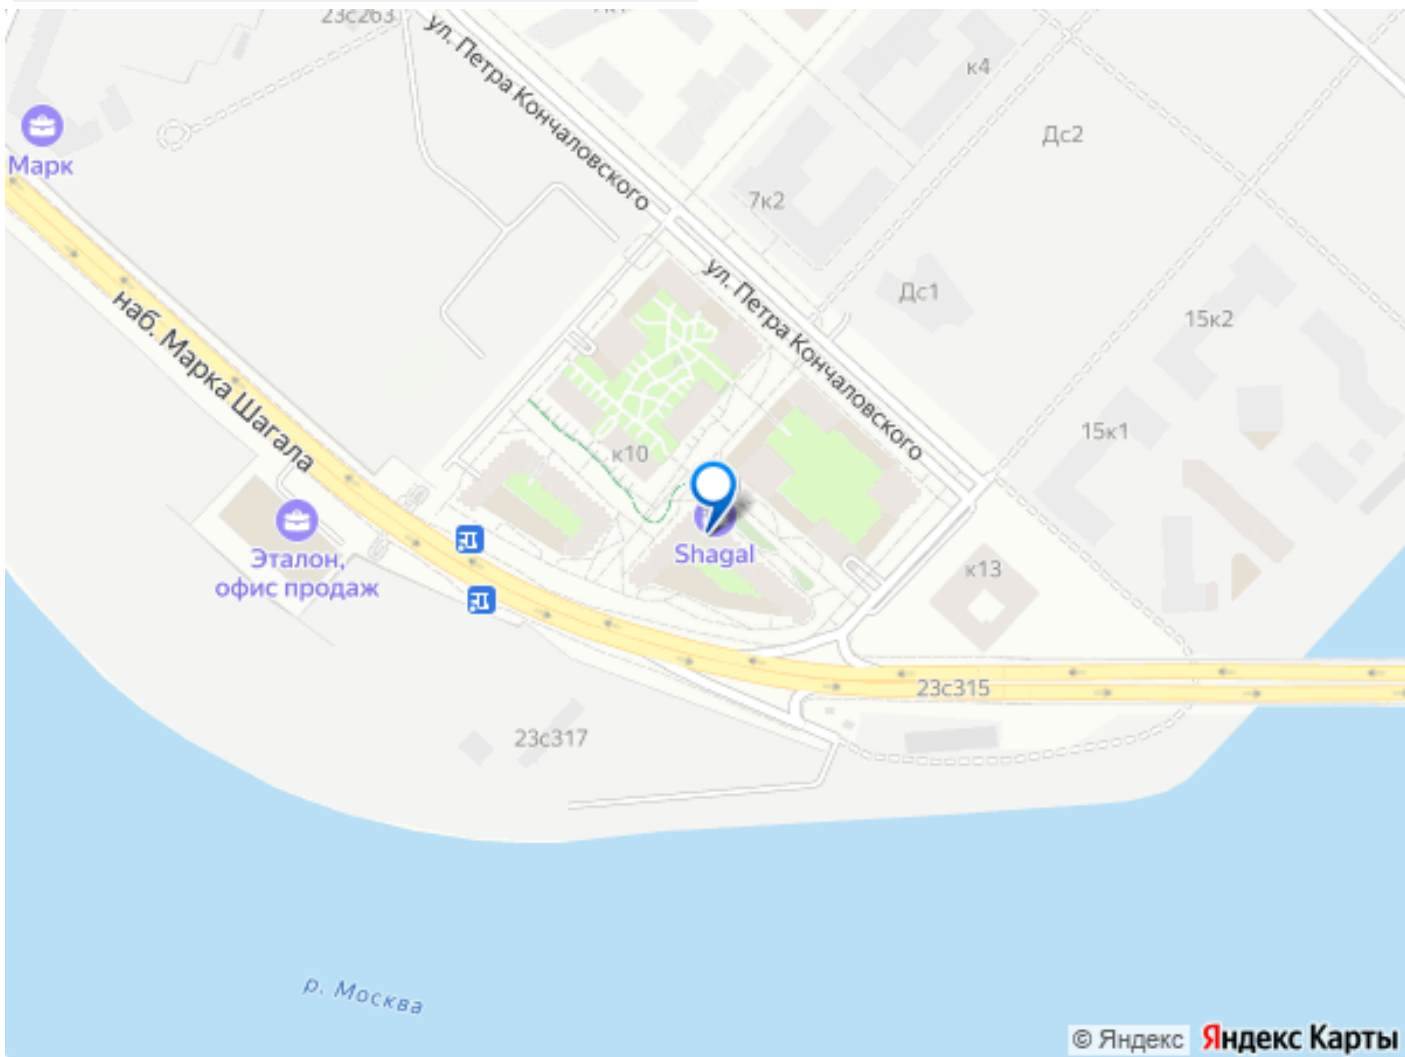 23с263
ул. Петра Кончаловского
к4
Марк
Дс2
7к2
ул. Петра Кончаловского
Дс1
15к2
наб. Марка Шагала
15к1
к10
Shagal
Эталон,
офис продаж
к13
23с315
23с317
р. Москва
© Яндекс Яндекс Карты